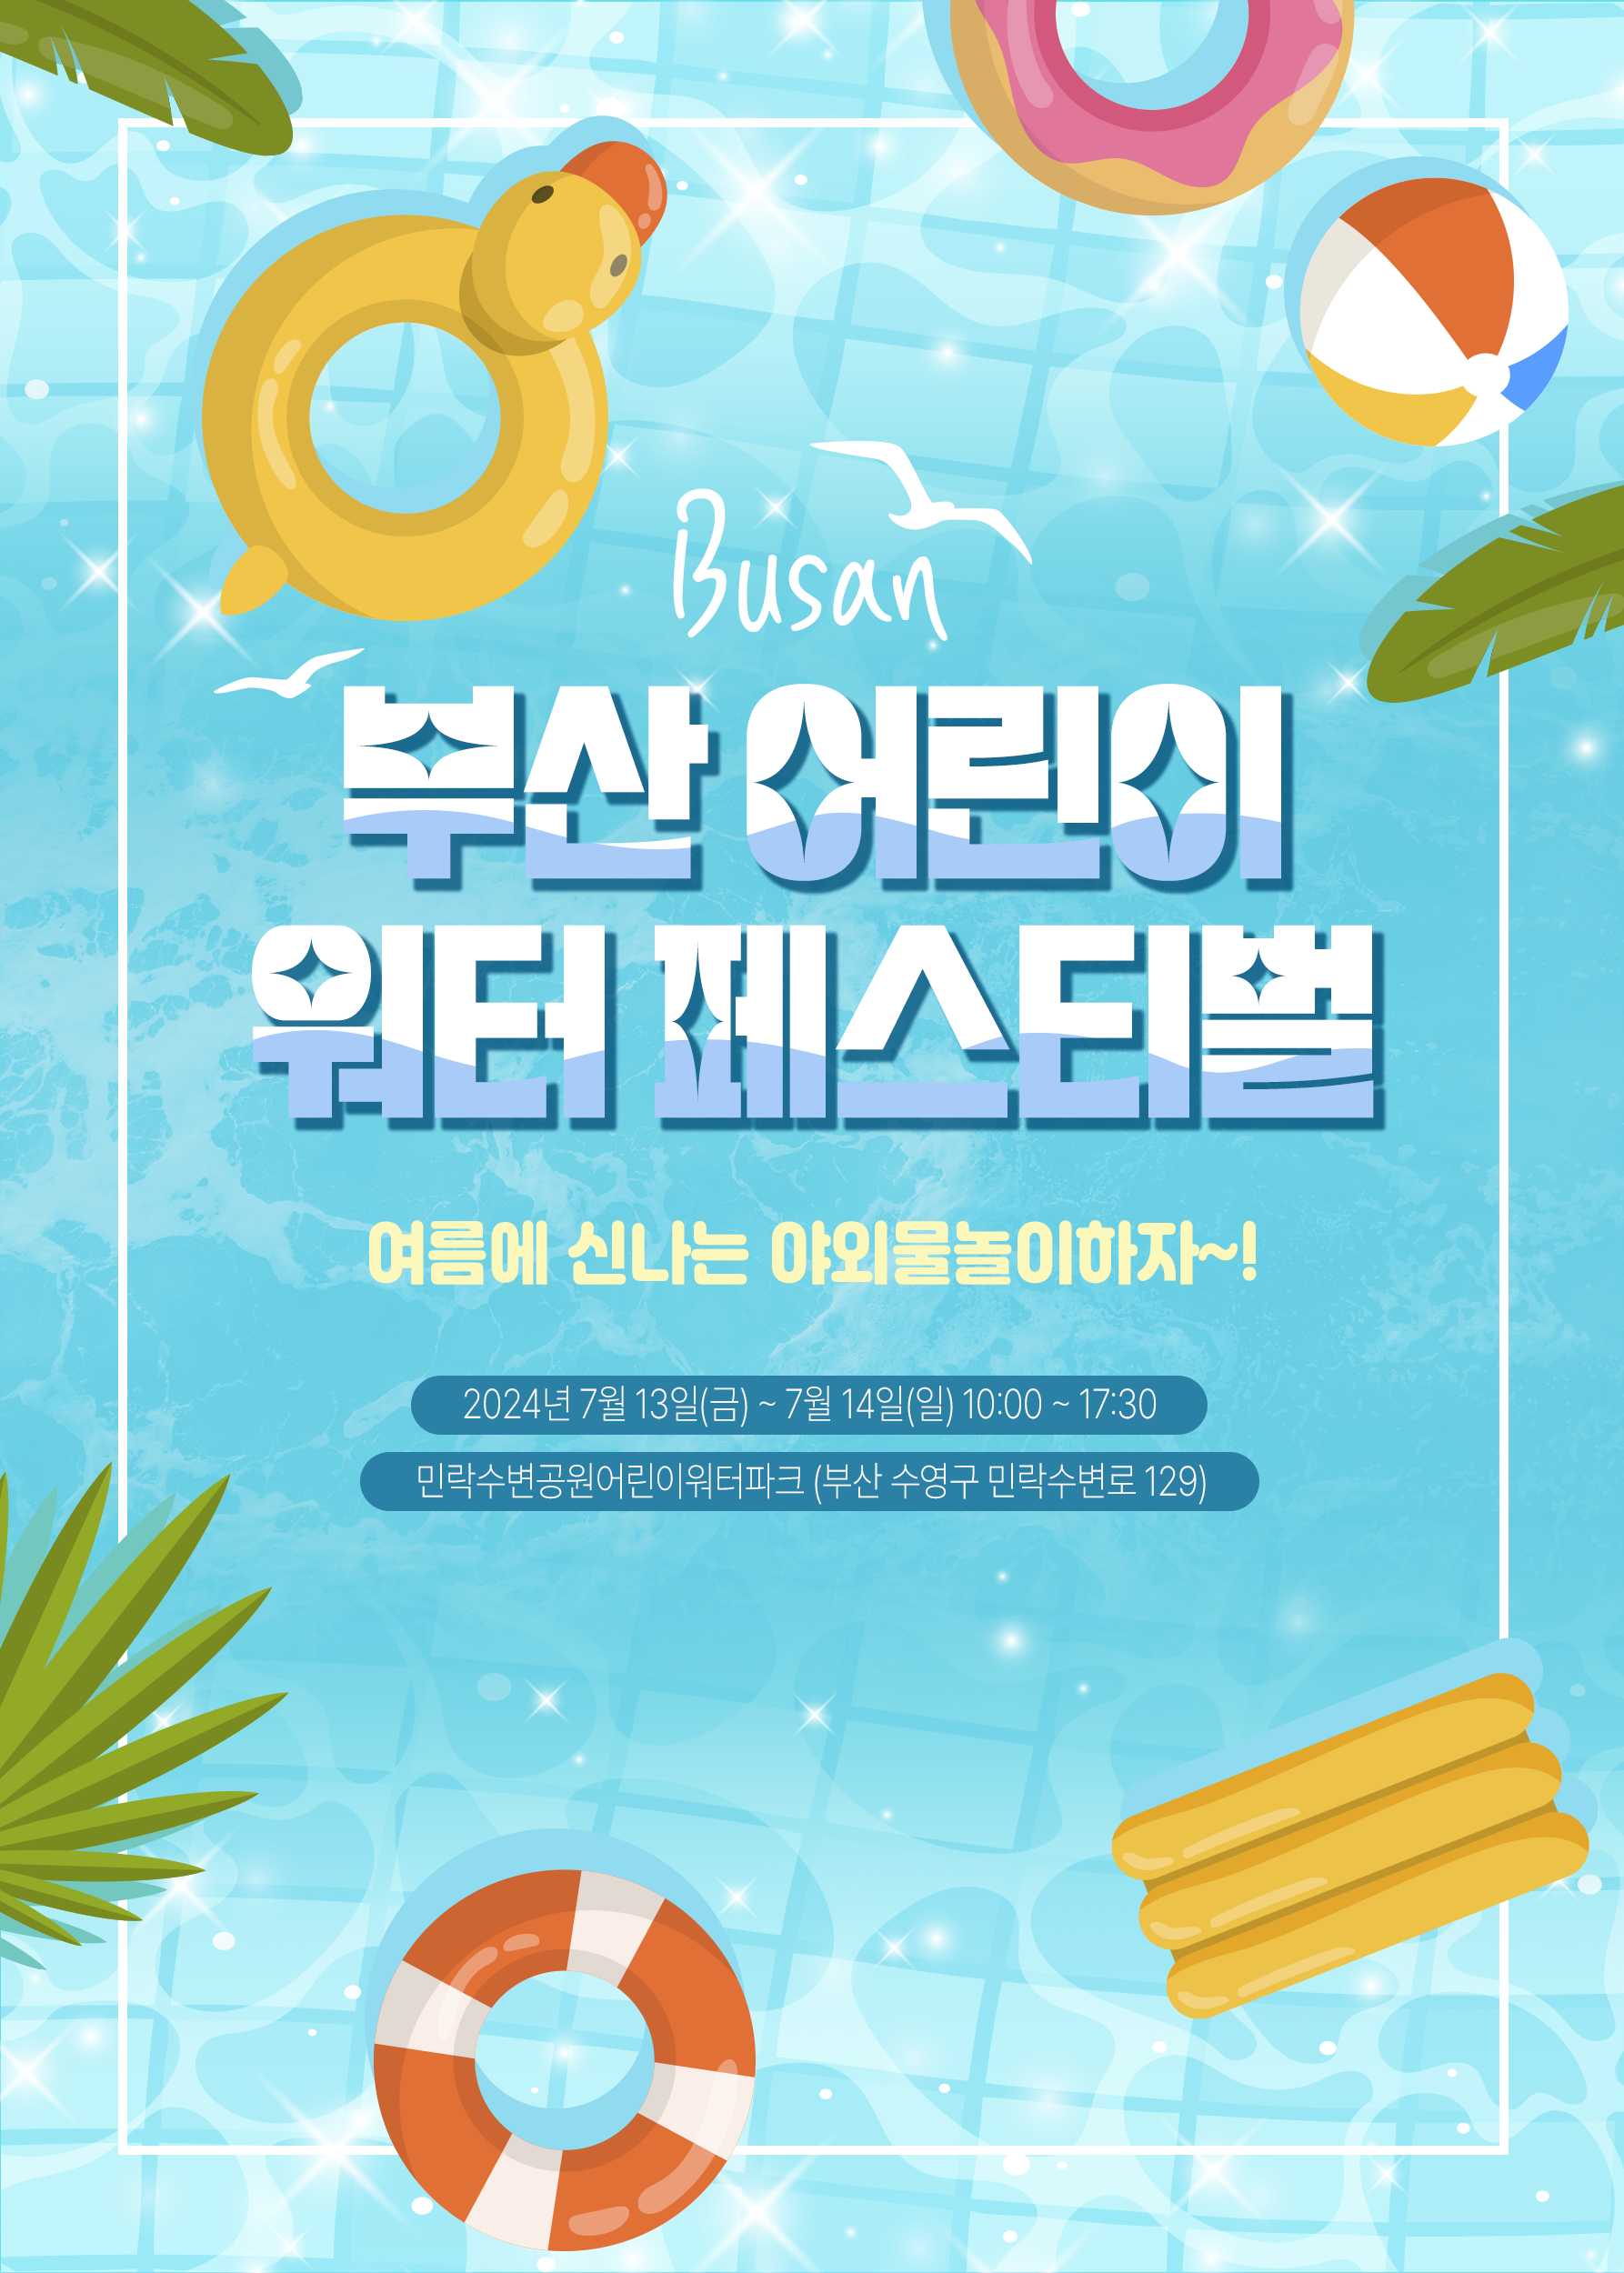 Busan
부산 어린이
워터 페스티벌
여름에 신나는 야외물놀이하자~!
2024년 7월 13일(금) ~ 7월 14일(일) 10:00 ~ 17:30
민락수변공원어린이워터파크 (부산 수영구 민락수변로 129)